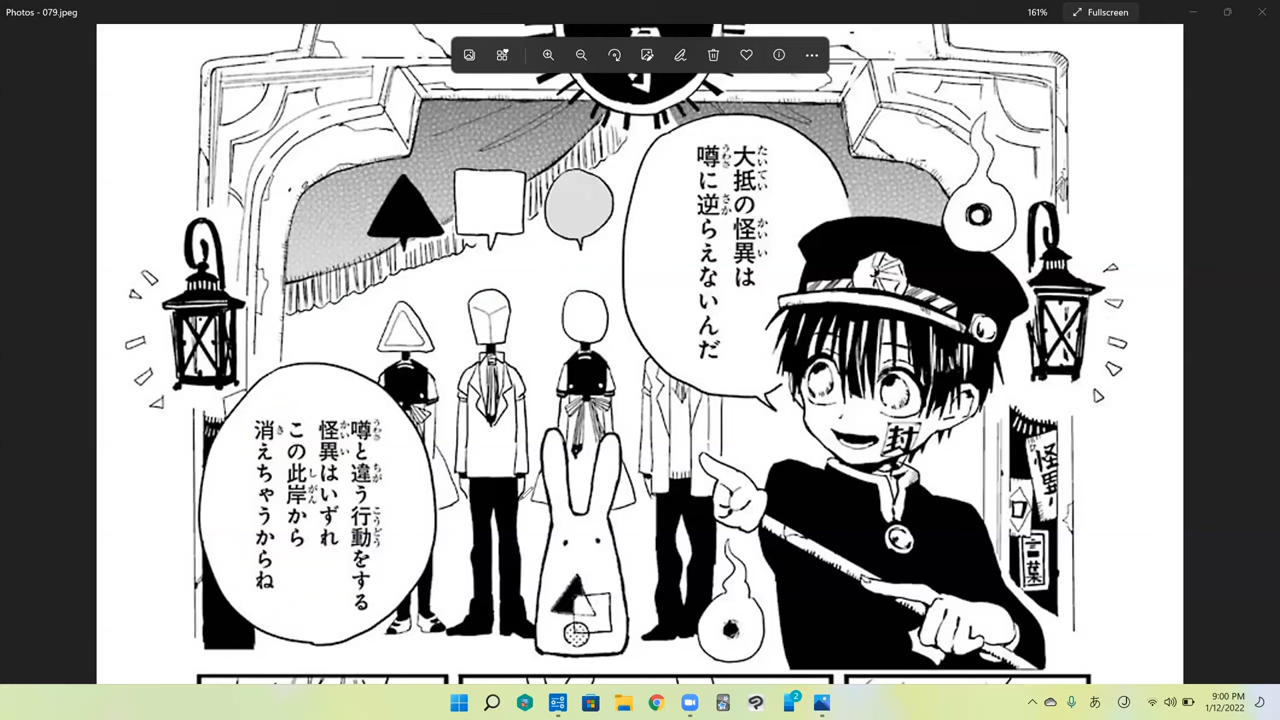 Photos - 079.jpeg
161%
Fullscreen
大抵の怪異は
噂に逆らえないんだ
封
怪異
言葉
噂と違う行動をする
怪異はいずれ
この此岸から
消えちゃうからね
2
あ
9:00 PM
1/12/2022